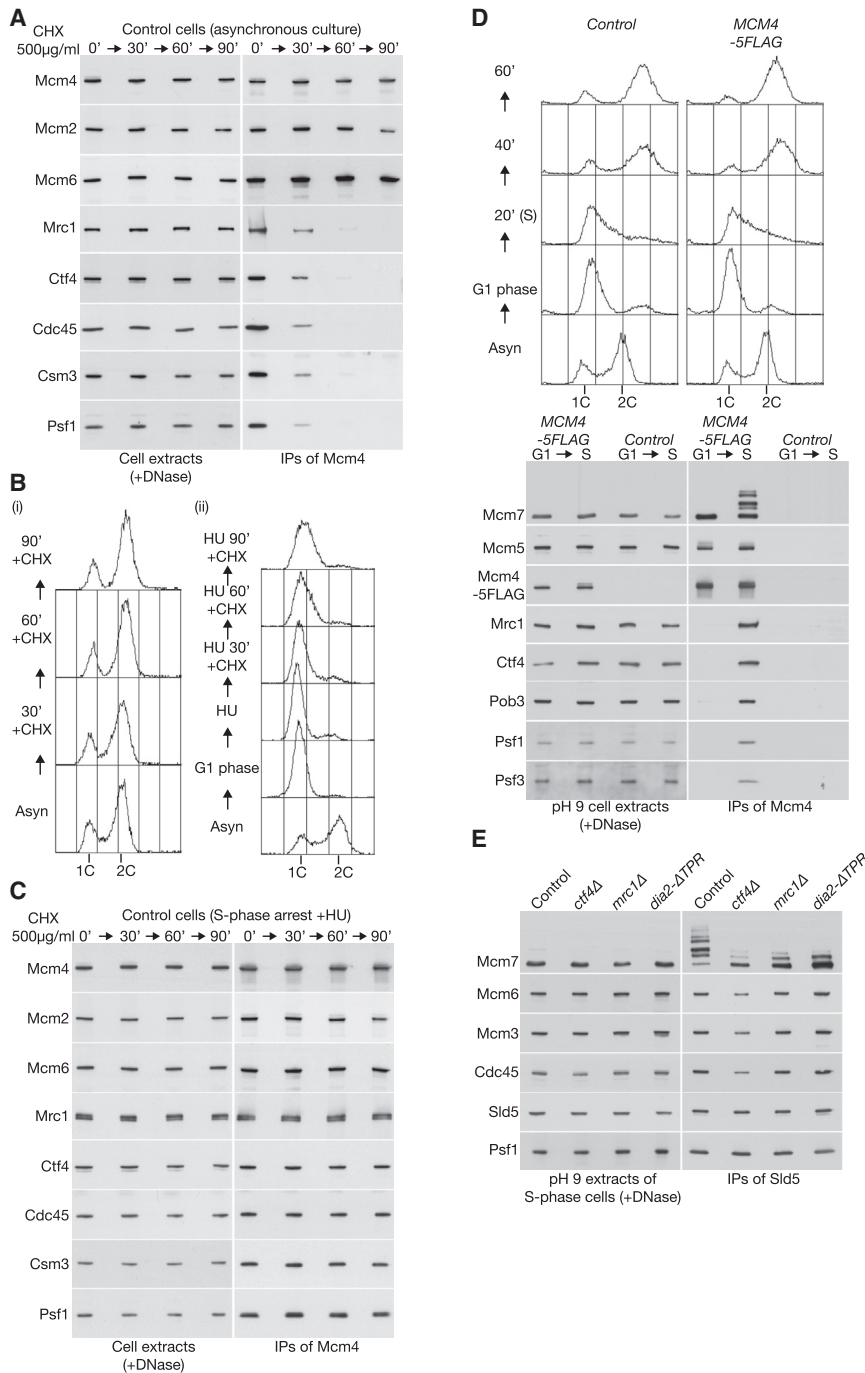 A
CHX
500µg/ml
Control cells (asynchronous culture)
0' → 30' → 60' → 90' 0' → 30' → 60' → 90'
Mcm4
Mcm2
Mcm6
Mrc1
Ctf4
Cdc45
Csm3
Psf1
Cell extracts
(+DNase)
IPs of Mcm4
B
(i)
90'
+CHX
60'
+CHX
30'
+CHX
Asyn
1C 2C
(ii)
HU 90'
+CHX
HU 60'
+CHX
HU 30'
+CHX
HU
G1 phase
Asyn
1C 2C
C
CHX
500µg/ml
Control cells (S-phase arrest +HU)
0' → 30' → 60' → 90' 0' → 30' → 60' → 90'
Mcm4
Mcm2
Mcm6
Mrc1
Ctf4
Cdc45
Csm3
Psf1
Cell extracts
(+DNase)
IPs of Mcm4
D
Control
MCM4
-5FLAG
60'
40'
20' (S)
G1 phase
Asyn
1C 2C 1C 2C
MCM4
-5FLAG
Control
MCM4
-5FLAG
Control
G1 → S G1 → S G1 → S G1 → S
Mcm7
Mcm5
Mcm4
-5FLAG
Mrc1
Ctf4
Pob3
Psf1
Psf3
pH 9 cell extracts
(+DNase)
IPs of Mcm4
E
Control ctf4Δ mrc1Δ dia2-ΔTPR Control ctf4Δ mrc1Δ dia2-ΔTPR
Mcm7
Mcm6
Mcm3
Cdc45
Sld5
Psf1
pH 9 extracts of
S-phase cells (+DNase)
IPs of Sld5